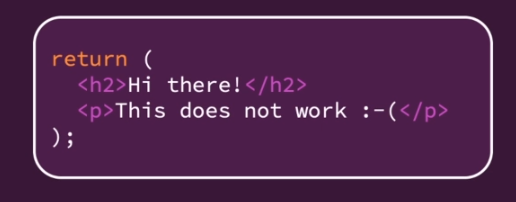 return (
  <h2>Hi there!</h2>
  <p>This does not work :-(</p>
);